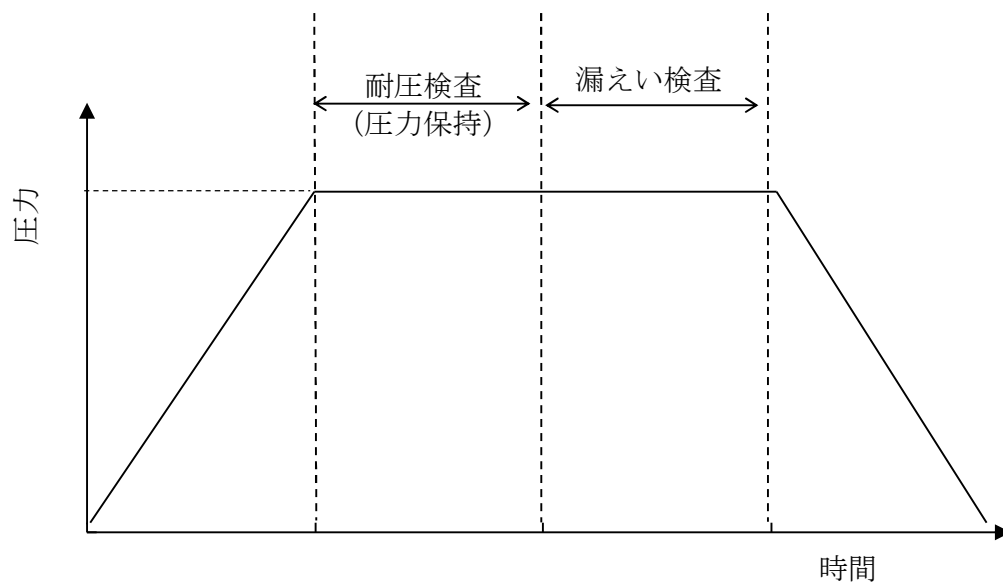 耐圧検査
（圧力保持）
漏えい検査
圧力
時間